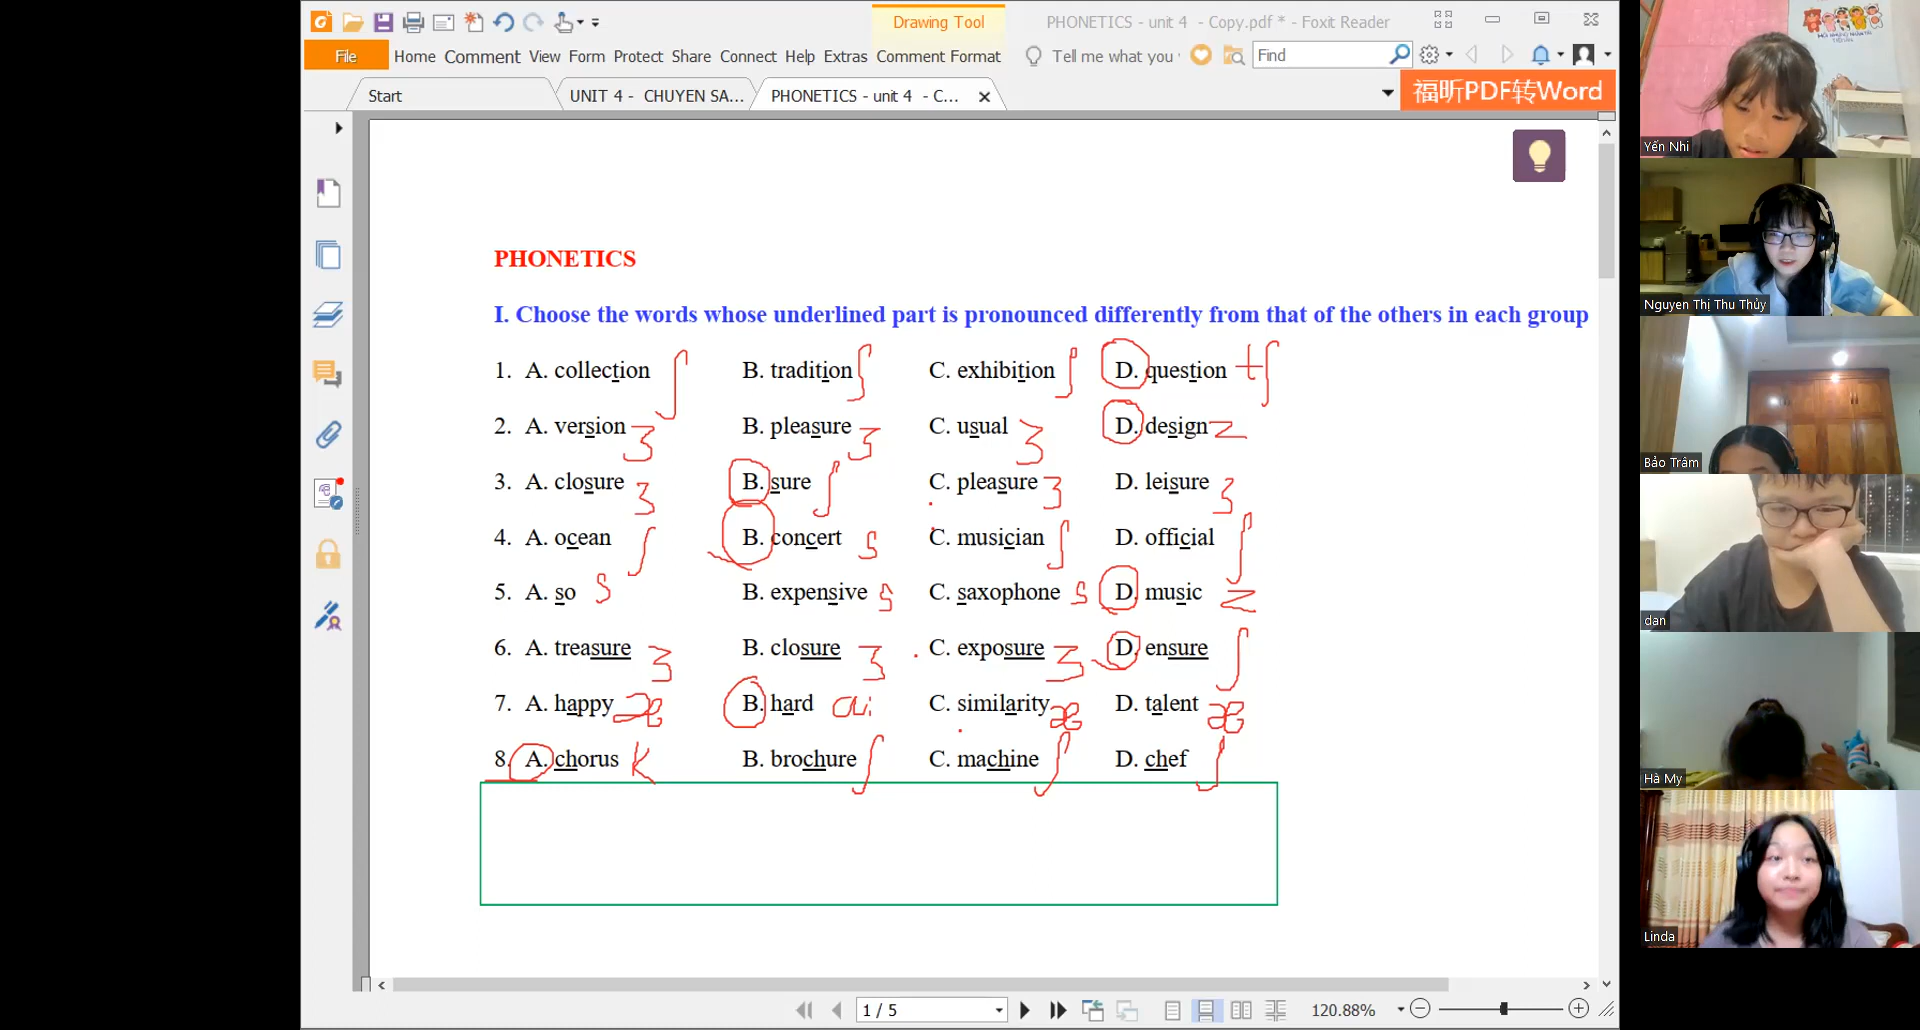 Drawing Tool
PHONETICS - unit 4 - Copy.pdf * - Foxit Reader
File Home Comment View Form Protect Share Connect Help Extras Comment Format Tell me what you Find
Start
UNIT 4 - CHUYEN SA...
PHONETICS - unit 4 - C...
福昕PDF转Word
PHONETICS
I. Choose the words whose underlined part is pronounced differently from that of the others in each group
1. A. collection ʃ B. tradition ʃ C. exhibition ʃ D. question tʃ
2. A. version ʒ B. pleasure ʒ C. usual ʒ D. design z
3. A. closure ʒ B. sure ʃ C. pleasure ʒ D. leisure ʒ
4. A. ocean ʃ B. concert s C. musician ʃ D. official ʃ
5. A. so s B. expensive s C. saxophone s D. music z
6. A. treasure ʒ B. closure ʒ C. exposure ʒ D. ensure ʃ
7. A. happy æ B. hard ɑ: C. similarity æ D. talent æ
8. A. chorus k B. brochure ʃ C. machine ʃ D. chef ʃ
1 / 5
120.88%
Yến Nhi
Nguyen Thị Thu Thủy
Bảo Trâm
dan
Hà My
Linda